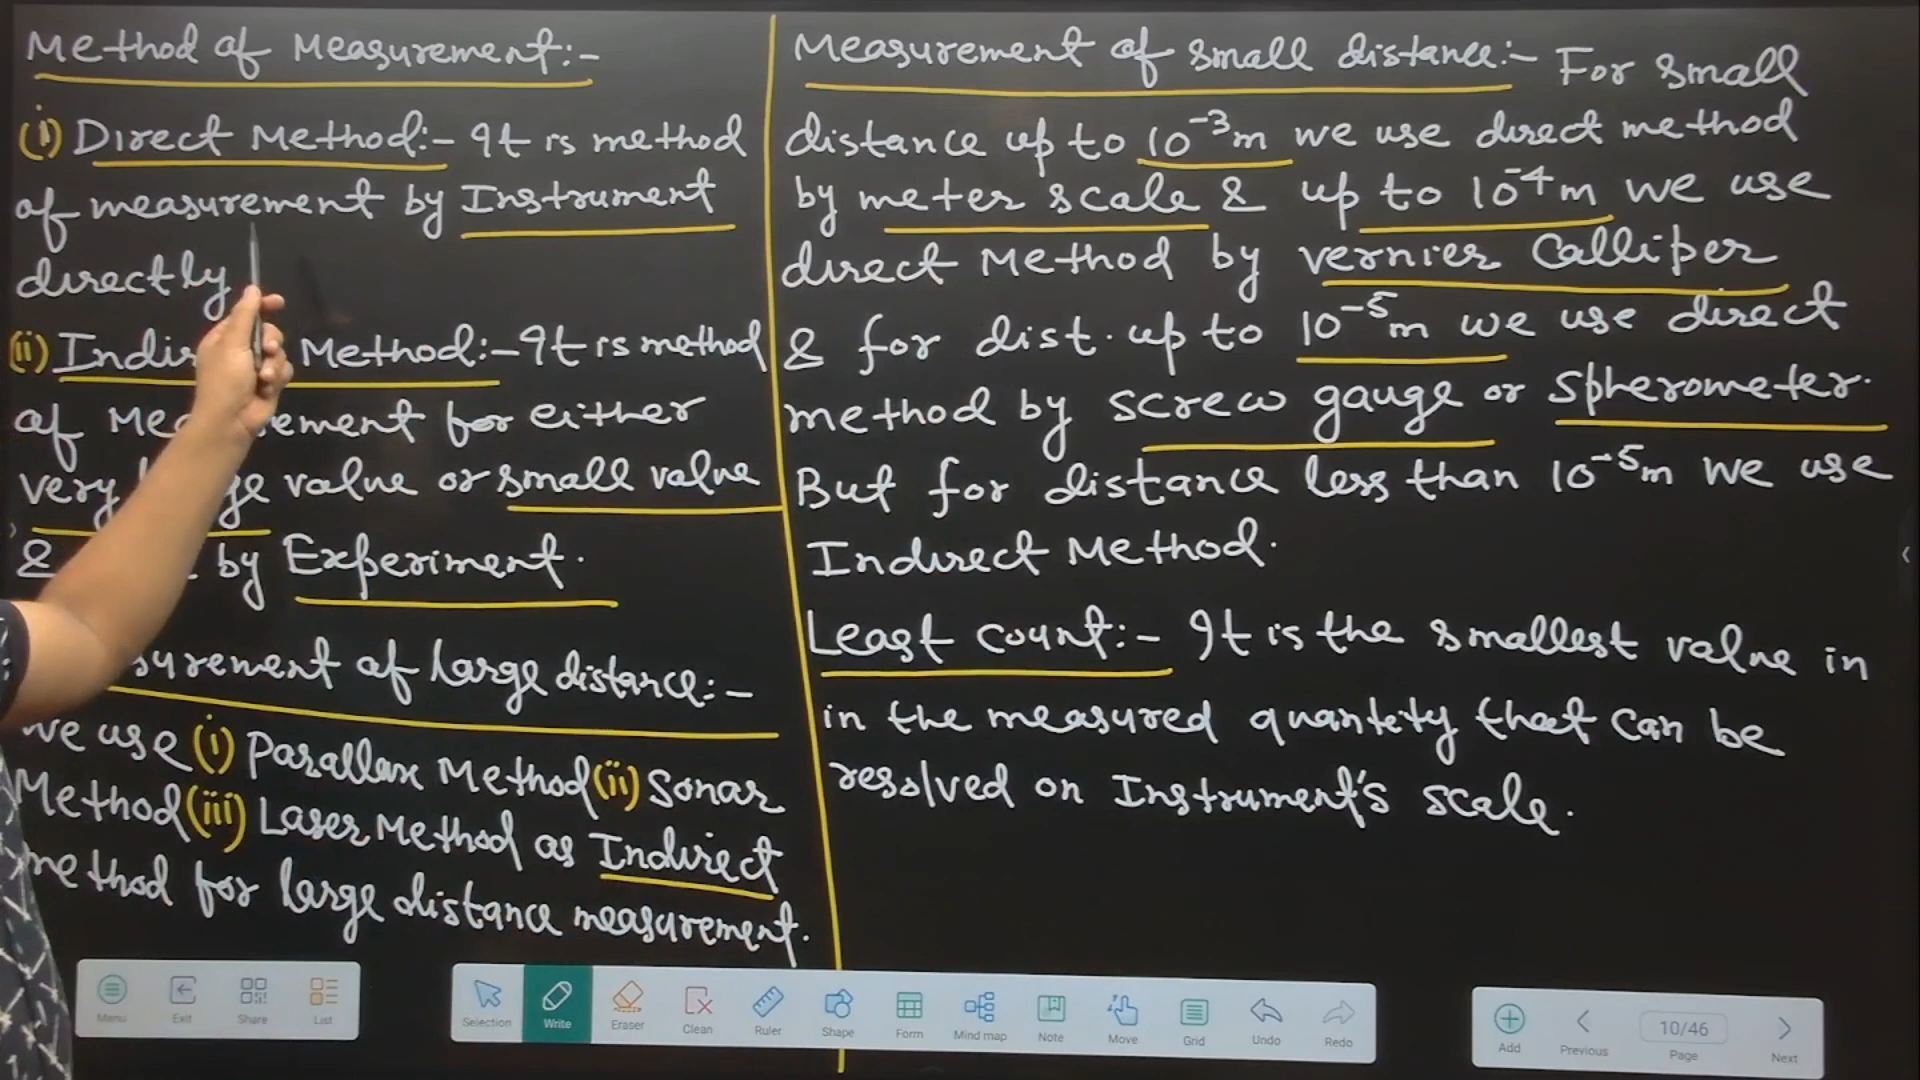 Method of Measurement:-
(i) Direct Method:- It is method
of measurement by Instrument
directly
(ii) Method:- It is method
of for either
very value or small value
& by Experiment.
of large distance:-
we use (i) Parallax Method (ii) Sonar
Method (iii) Laser Method as Indirect
method for large distance measurement.
Measurement of small distance:- For small
distance up to 10⁻³m we use direct method
by meter scale & up to 10⁻⁴m we use
direct Method by vernier Calliper
& for dist. up to 10⁻⁵m we use direct
method by screw gauge or spherometer.
But for distance less than 10⁻⁵m we use
Indirect Method.
Least count:- It is the smallest value in
in the measured quantity that can be
resolved on Instrument's scale.
Menu Exit Share List
Selection Write Eraser Clean Ruler Shape Form Mind map Note Move Grid Undo Redo
Add Previous 10/46 Page Next